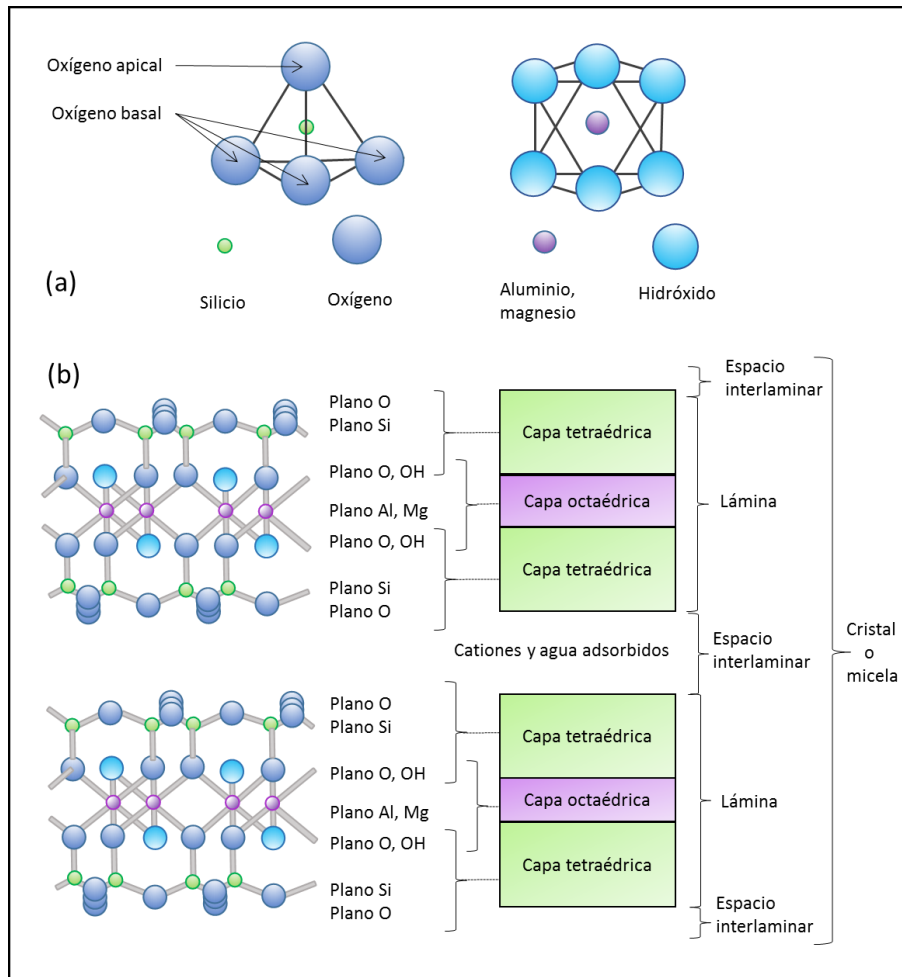 Oxígeno apical
Oxígeno basal
(a)
Silicio
Oxígeno
Aluminio,
magnesio
Hidróxido
(b)
Plano O
Plano Si
Plano O, OH
Plano Al, Mg
Plano O, OH
Plano Si
Plano O
Capa tetraédrica
Capa octaédrica
Capa tetraédrica
Espacio
interlaminar
Lámina
Cationes y agua adsorbidos
Espacio
interlaminar
Cristal
o
micela
Plano O
Plano Si
Plano O, OH
Plano Al, Mg
Plano O, OH
Plano Si
Plano O
Capa tetraédrica
Capa octaédrica
Capa tetraédrica
Lámina
Espacio
interlaminar